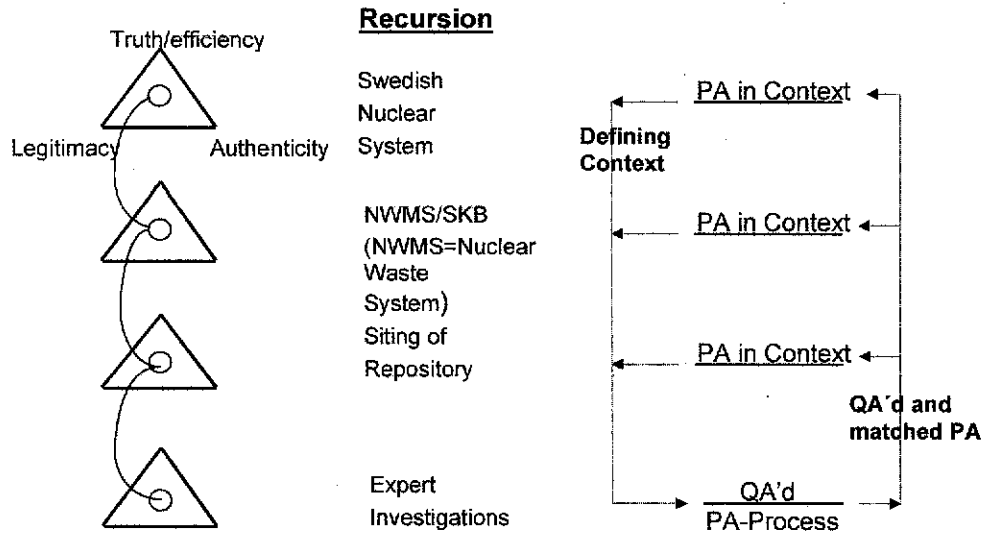 Recursion
Truth/efficiency
Legitimacy
Authenticity
Swedish
Nuclear
System
NWMS/SKB
(NWMS=Nuclear
Waste
System)
Siting of
Repository
Expert
Investigations
PA in Context
Defining
Context
PA in Context
PA in Context
QA´d and
matched PA
QA'd
PA-Process